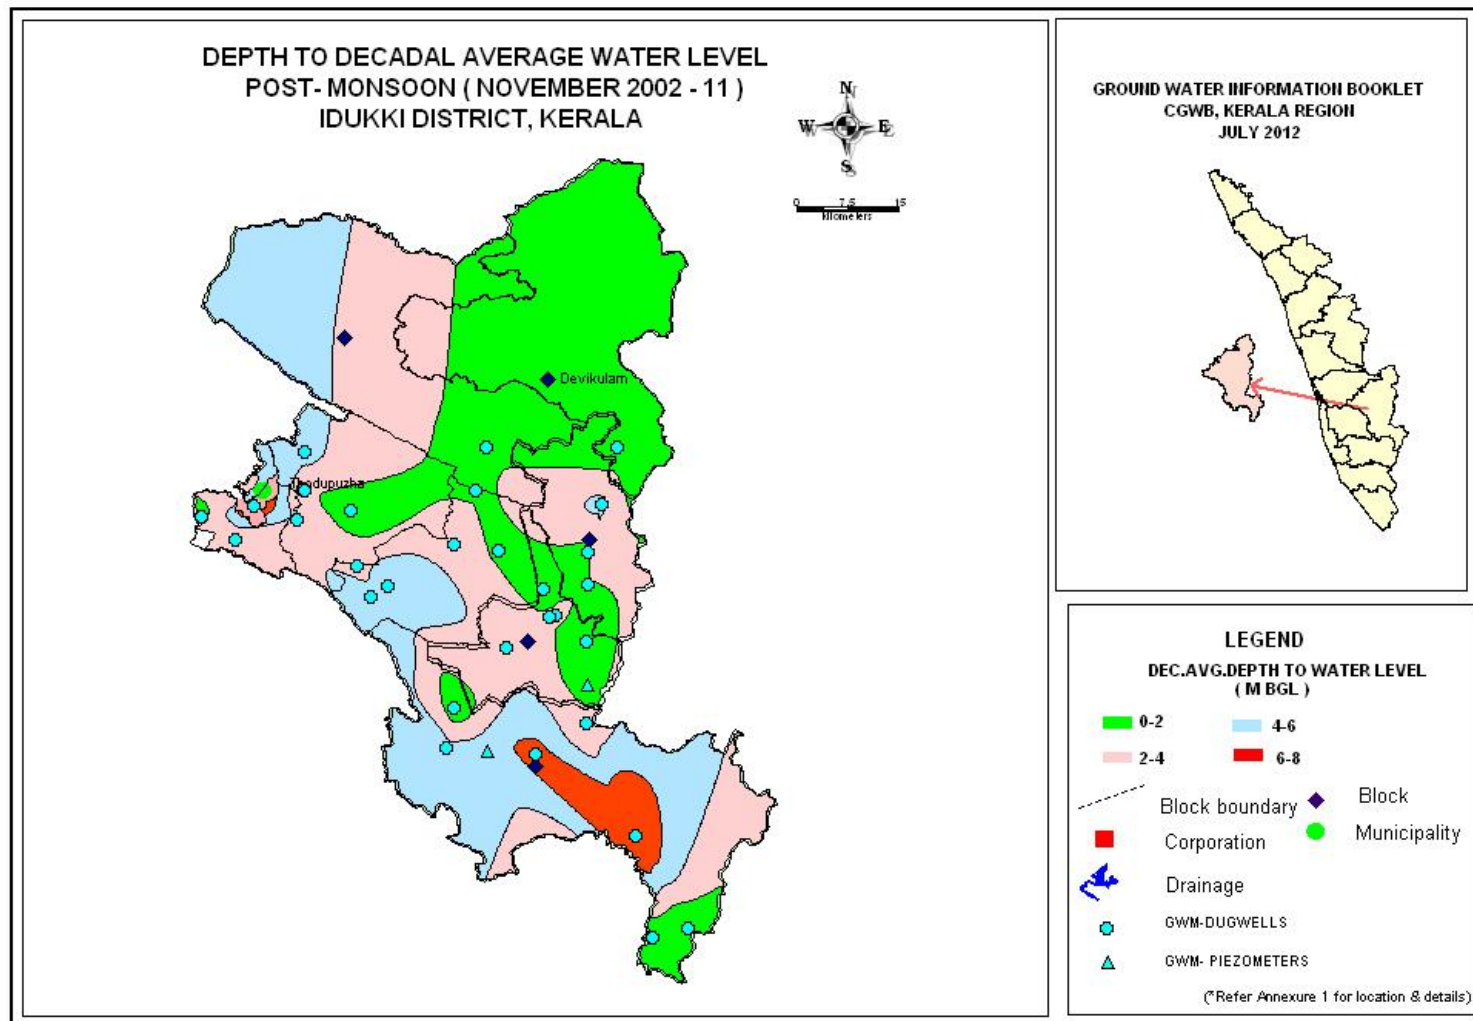 DEPTH TO DECADAL AVERAGE WATER LEVEL
POST- MONSOON ( NOVEMBER 2002 - 11 )
IDUKKI DISTRICT, KERALA
N
W E
S
0 7.5 15
kilometers
Devikulam
Thodupuzha
GROUND WATER INFORMATION BOOKLET
CGWB, KERALA REGION
JULY 2012
LEGEND
DEC.AVG.DEPTH TO WATER LEVEL
( M BGL )
0-2 4-6
2-4 6-8
Block boundary Block
Corporation Municipality
Drainage
GWM-DUGWELLS
GWM- PIEZOMETERS
(*Refer Annexure 1 for location & details)